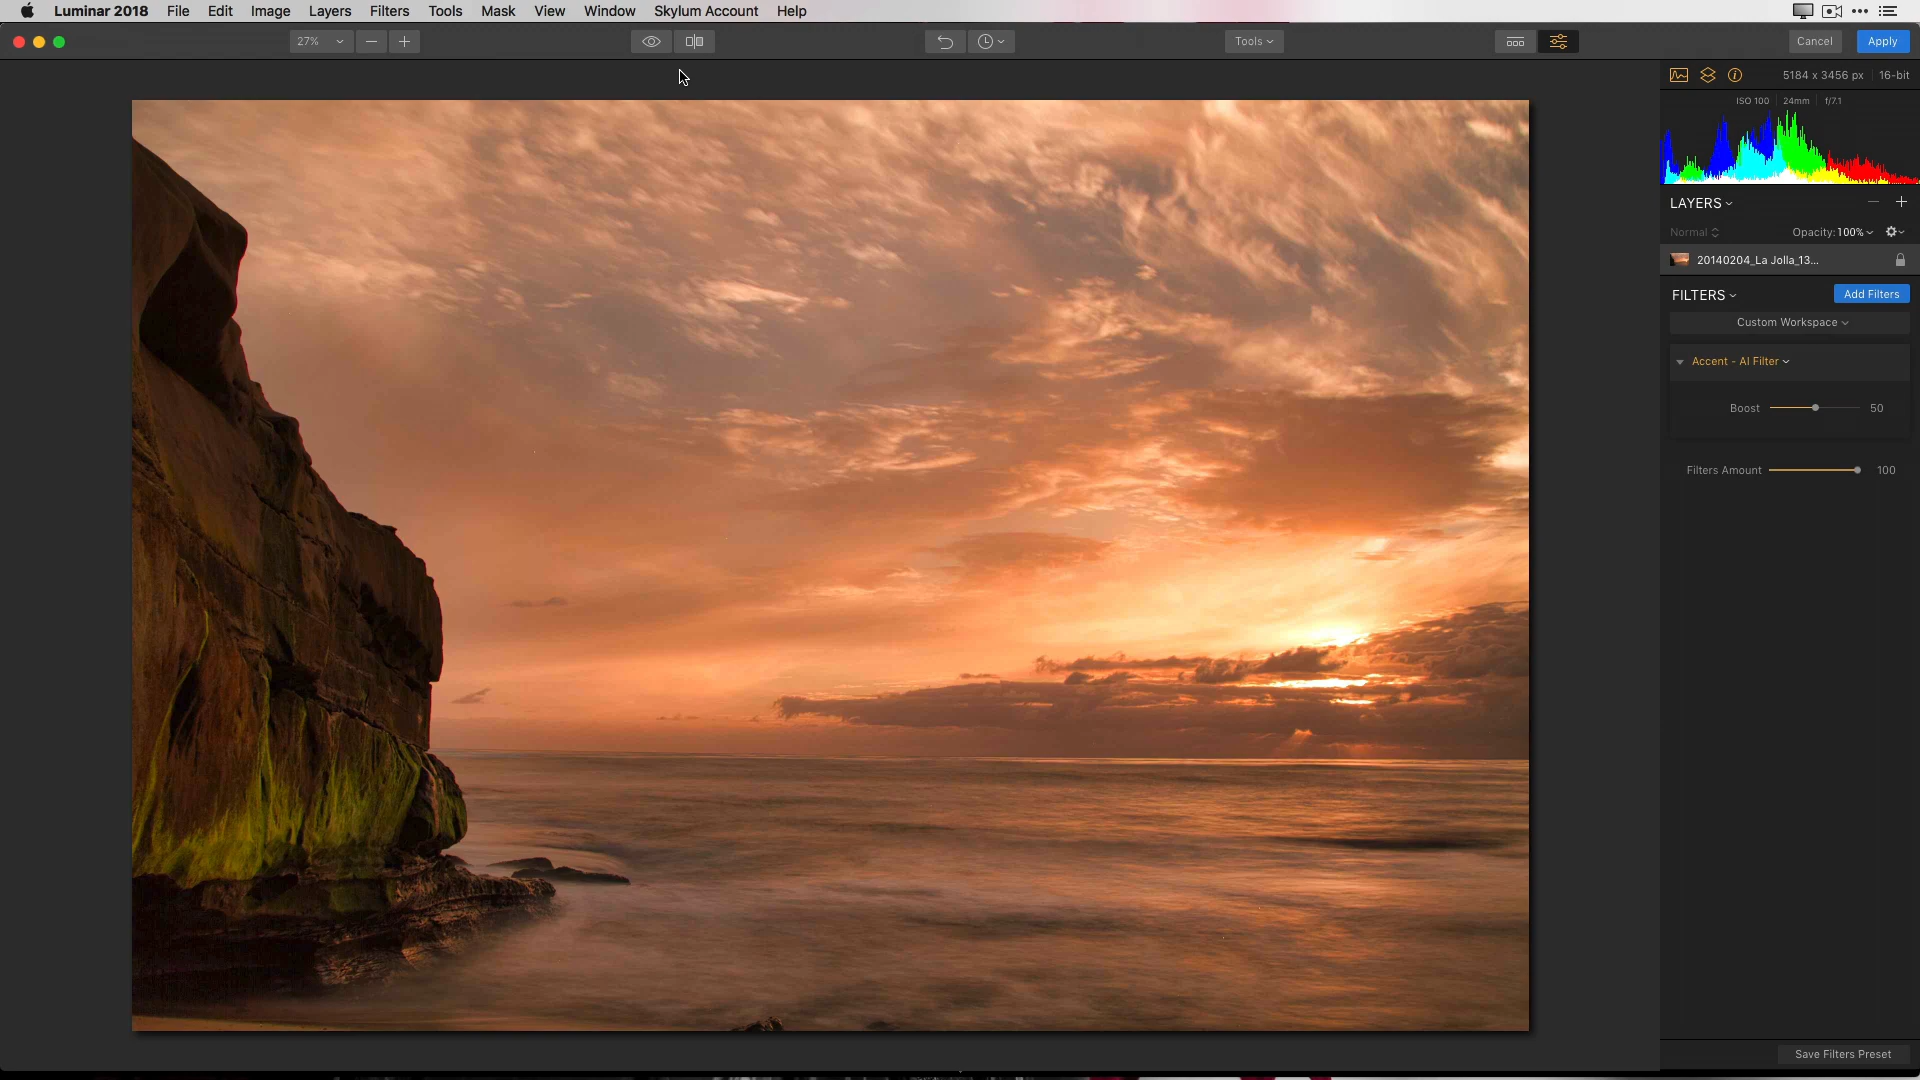 Luminar 2018 File Edit Image Layers Filters Tools Mask View Window Skylum Account Help
27% Tools Cancel Apply
5184 x 3456 px 16-bit
ISO 100 24mm f/7.1
LAYERS
Normal Opacity: 100%
20140204_La Jolla_13...
FILTERS Add Filters
Custom Workspace
Accent - AI Filter
Boost 50
Filters Amount 100
Save Filters Preset